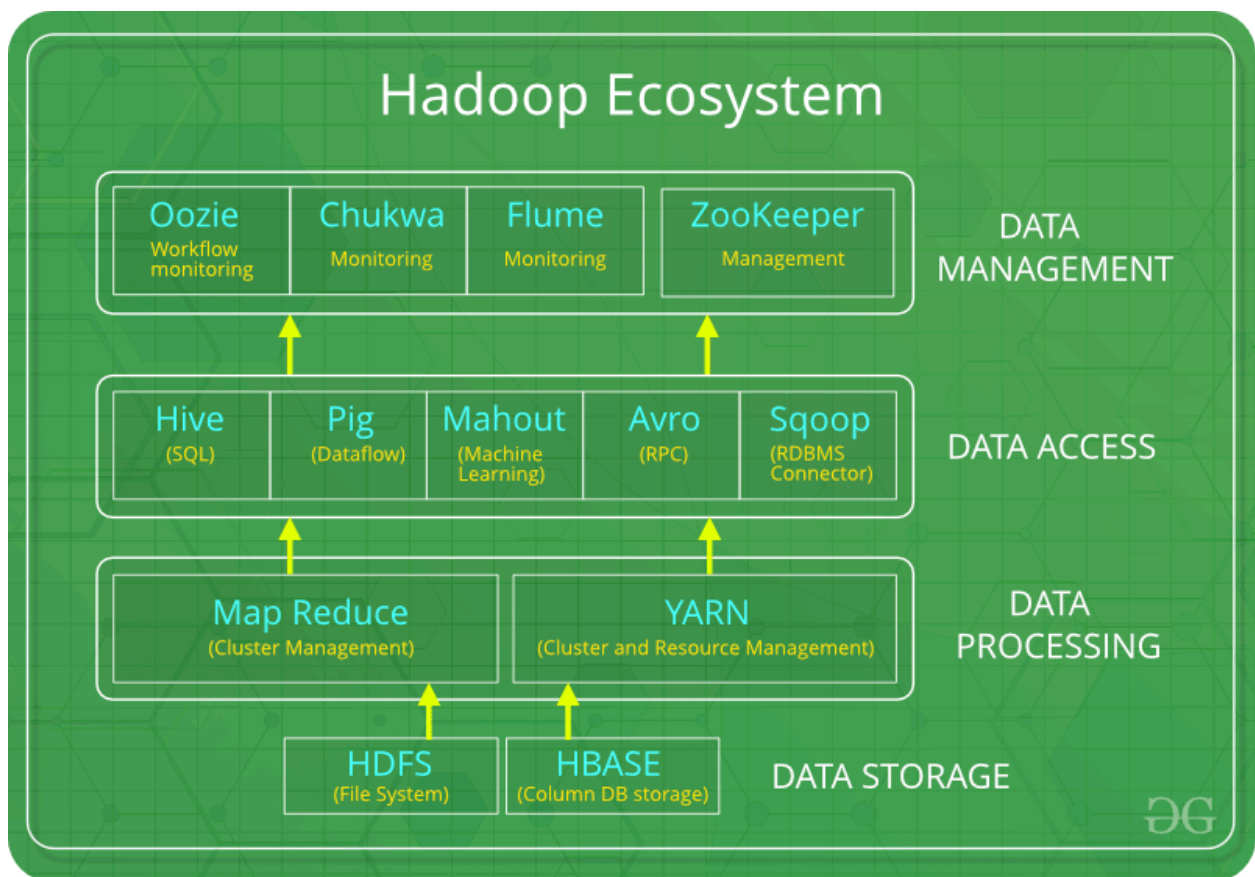 Hadoop Ecosystem
Oozie
Workflow
monitoring
Chukwa
Monitoring
Flume
Monitoring
ZooKeeper
Management
DATA
MANAGEMENT
Hive
(SQL)
Pig
(Dataflow)
Mahout
(Machine
Learning)
Avro
(RPC)
Sqoop
(RDBMS
Connector)
DATA ACCESS
Map Reduce
(Cluster Management)
YARN
(Cluster and Resource Management)
DATA
PROCESSING
HDFS
(File System)
HBASE
(Column DB storage)
DATA STORAGE